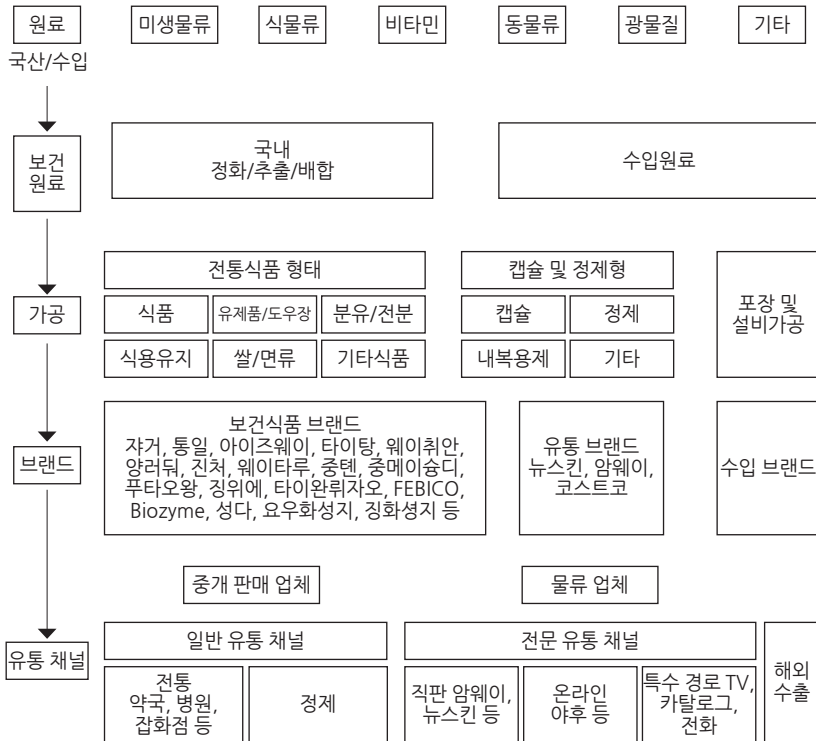 원료
미생물류
식물류
비타민
동물류
광물질
기타
국산/수입
보건
원료
국내
정화/추출/배합
수입원료
가공
전통식품 형태
캡슐 및 정제형
포장 및
설비가공
식품
유제품/도우장
분유/전분
캡슐
정제
식용유지
쌀/면류
기타식품
내복용제
기타
브랜드
보건식품 브랜드
쟈거, 통일, 아이즈웨이, 타이탕, 웨이취안,
양러둬, 진처, 웨이타루, 중톈, 중메이슝디,
푸타오왕, 징위에, 타이완뤼자오, FEBICO,
Biozyme, 성다, 요우화성지, 징화셩지 등
유통 브랜드
뉴스킨, 암웨이,
코스트코
수입 브랜드
중개 판매 업체
물류 업체
유통 채널
일반 유통 채널
전문 유통 채널
해외
수출
전통
약국, 병원,
잡화점 등
정제
직판 암웨이,
뉴스킨 등
온라인
야후 등
특수 경로 TV,
카탈로그,
전화